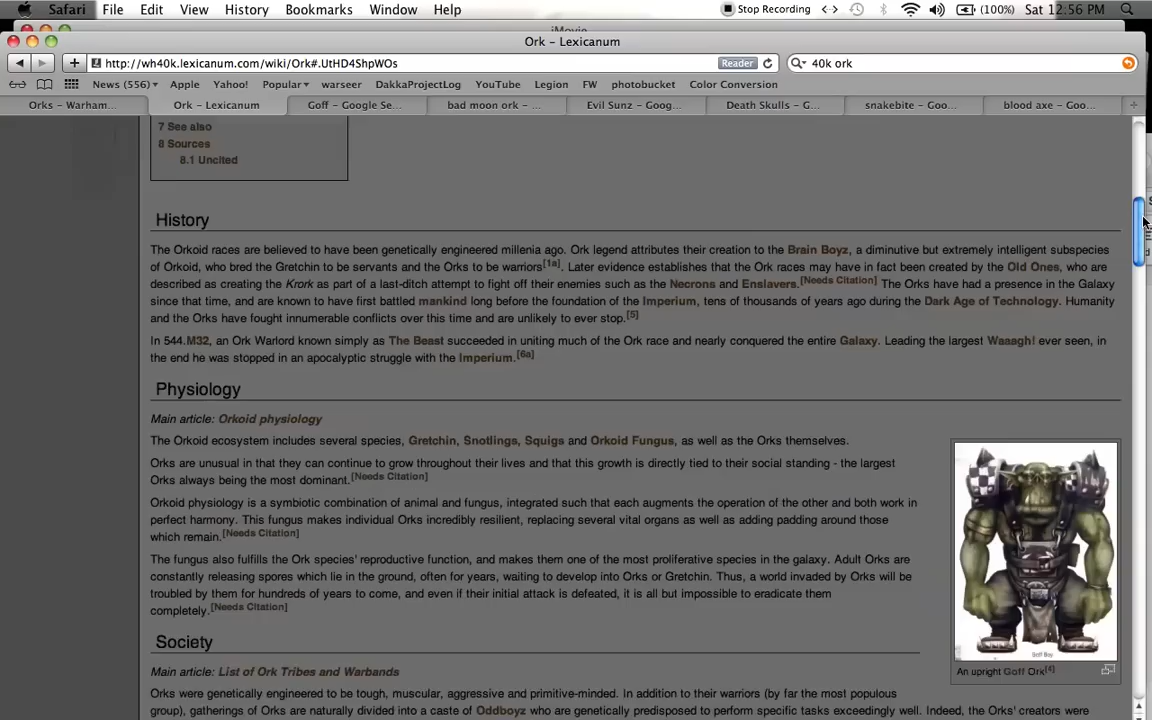 Safari File Edit View History Bookmarks Window Help Stop Recording (100%) Sat 12:56 PM
Ork – Lexicanum
http://wh40k.lexicanum.com/wiki/Ork#.UtHD4ShpWOs Reader 40k ork
News (556) Apple Yahoo! Popular warseer DakkaProjectLog YouTube Legion FW photobucket Color Conversion
Orks – Warham... Ork – Lexicanum Goff – Google Se... bad moon ork – ... Evil Sunz – Goog... Death Skulls – G... snakebite – Goo... blood axe – Goo...
7 See also
8 Sources
8.1 Uncited
History
The Orkoid races are believed to have been genetically engineered millenia ago. Ork legend attributes their creation to the Brain Boyz, a diminutive but extremely intelligent subspecies
of Orkoid, who bred the Gretchin to be servants and the Orks to be warriors[1a]. Later evidence establishes that the Ork races may have in fact been created by the Old Ones, who are
described as creating the Krork as part of a last-ditch attempt to fight off their enemies such as the Necrons and Enslavers.[Needs Citation] The Orks have had a presence in the Galaxy
since that time, and are known to have first battled mankind long before the foundation of the Imperium, tens of thousands of years ago during the Dark Age of Technology. Humanity
and the Orks have fought innumerable conflicts over this time and are unlikely to ever stop.[5]
In 544.M32, an Ork Warlord known simply as The Beast succeeded in uniting much of the Ork race and nearly conquered the entire Galaxy. Leading the largest Waaagh! ever seen, in
the end he was stopped in an apocalyptic struggle with the Imperium.[6a]
Physiology
Main article: Orkoid physiology
The Orkoid ecosystem includes several species, Gretchin, Snotlings, Squigs and Orkoid Fungus, as well as the Orks themselves.
Orks are unusual in that they can continue to grow throughout their lives and that this growth is directly tied to their social standing - the largest
Orks always being the most dominant.[Needs Citation]
Orkoid physiology is a symbiotic combination of animal and fungus, integrated such that each augments the operation of the other and both work in
perfect harmony. This fungus makes individual Orks incredibly resilient, replacing several vital organs as well as adding padding around those
which remain.[Needs Citation]
The fungus also fulfills the Ork species' reproductive function, and makes them one of the most proliferative species in the galaxy. Adult Orks are
constantly releasing spores which lie in the ground, often for years, waiting to develop into Orks or Gretchin. Thus, a world invaded by Orks will be
troubled by them for hundreds of years to come, and even if their initial attack is defeated, it is all but impossible to eradicate them
completely.[Needs Citation]
Goff Boy
An upright Goff Ork[4]
Society
Main article: List of Ork Tribes and Warbands
Orks were genetically engineered to be tough, muscular, aggressive and primitive-minded. In addition to their warriors (by far the most populous
group), gatherings of Orks are naturally divided into a caste of Oddboyz who are genetically predisposed to perform specific tasks exceedingly well. Indeed, the Orks' creators were